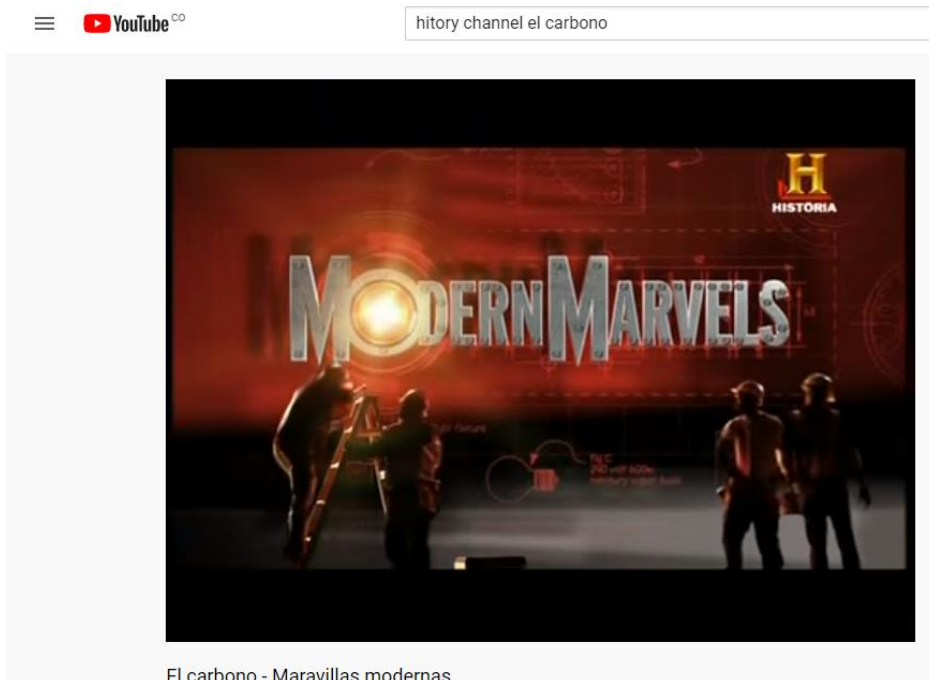 YouTube CO
hitory channel el carbono
H
HISTORIA
MODERN MARVELS
El carbono - Maravillas modernas